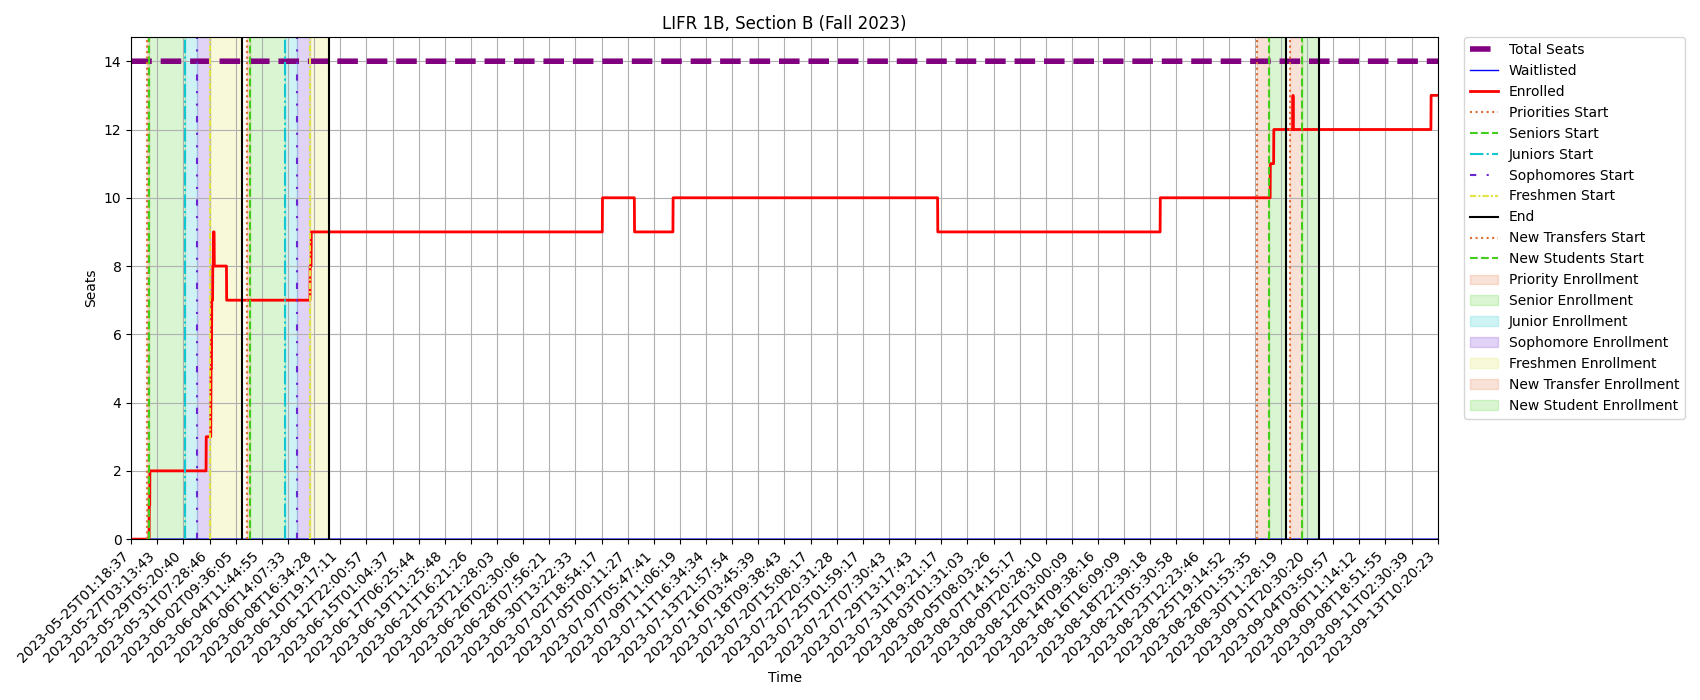 LIFR 1B, Section B (Fall 2023)
Seats
14
12
10
8
6
4
2
0
2023-05-25T01:18:37
2023-05-27T03:13:43
2023-05-29T05:20:40
2023-05-31T07:28:46
2023-06-02T09:36:05
2023-06-04T11:44:55
2023-06-06T14:07:33
2023-06-08T16:34:28
2023-06-10T19:17:11
2023-06-12T22:00:57
2023-06-15T01:04:37
2023-06-17T06:25:44
2023-06-19T11:25:48
2023-06-21T16:21:26
2023-06-23T21:28:03
2023-06-26T02:30:06
2023-06-28T07:56:21
2023-06-30T13:22:33
2023-07-02T18:54:17
2023-07-05T00:11:27
2023-07-07T05:47:41
2023-07-09T11:06:19
2023-07-11T16:34:34
2023-07-13T21:57:54
2023-07-16T03:45:39
2023-07-18T09:38:43
2023-07-20T15:08:17
2023-07-22T20:31:28
2023-07-25T01:59:17
2023-07-27T07:30:43
2023-07-29T13:17:43
2023-07-31T19:21:17
2023-08-03T01:31:03
2023-08-05T08:03:26
2023-08-07T14:15:17
2023-08-09T20:28:10
2023-08-12T03:00:09
2023-08-14T09:38:16
2023-08-16T16:09:09
2023-08-18T22:39:18
2023-08-21T05:30:58
2023-08-23T12:23:46
2023-08-25T19:14:52
2023-08-28T01:53:35
2023-08-30T11:28:19
2023-09-01T20:30:20
2023-09-04T03:50:57
2023-09-06T11:14:12
2023-09-08T18:51:55
2023-09-11T02:30:39
2023-09-13T10:20:23
Time
Total Seats
Waitlisted
Enrolled
Priorities Start
Seniors Start
Juniors Start
Sophomores Start
Freshmen Start
End
New Transfers Start
New Students Start
Priority Enrollment
Senior Enrollment
Junior Enrollment
Sophomore Enrollment
Freshmen Enrollment
New Transfer Enrollment
New Student Enrollment